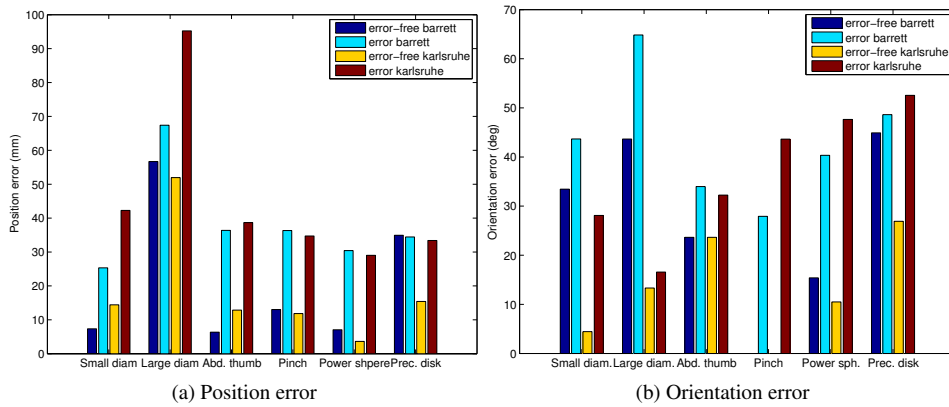 100
90
80
70
60
50
40
30
20
10
0
Position error (mm)
error-free barrett
error barrett
error-free karlsruhe
error karlsruhe
Small diam Large diam Abd. thumb Pinch Power shpere Prec. disk
(a) Position error
70
60
50
40
30
20
10
0
Orientation error (deg)
error-free barrett
error barrett
error-free karlsruhe
error karlsruhe
Small diam. Large diam. Abd. thumb Pinch Power sph. Prec. disk
(b) Orientation error